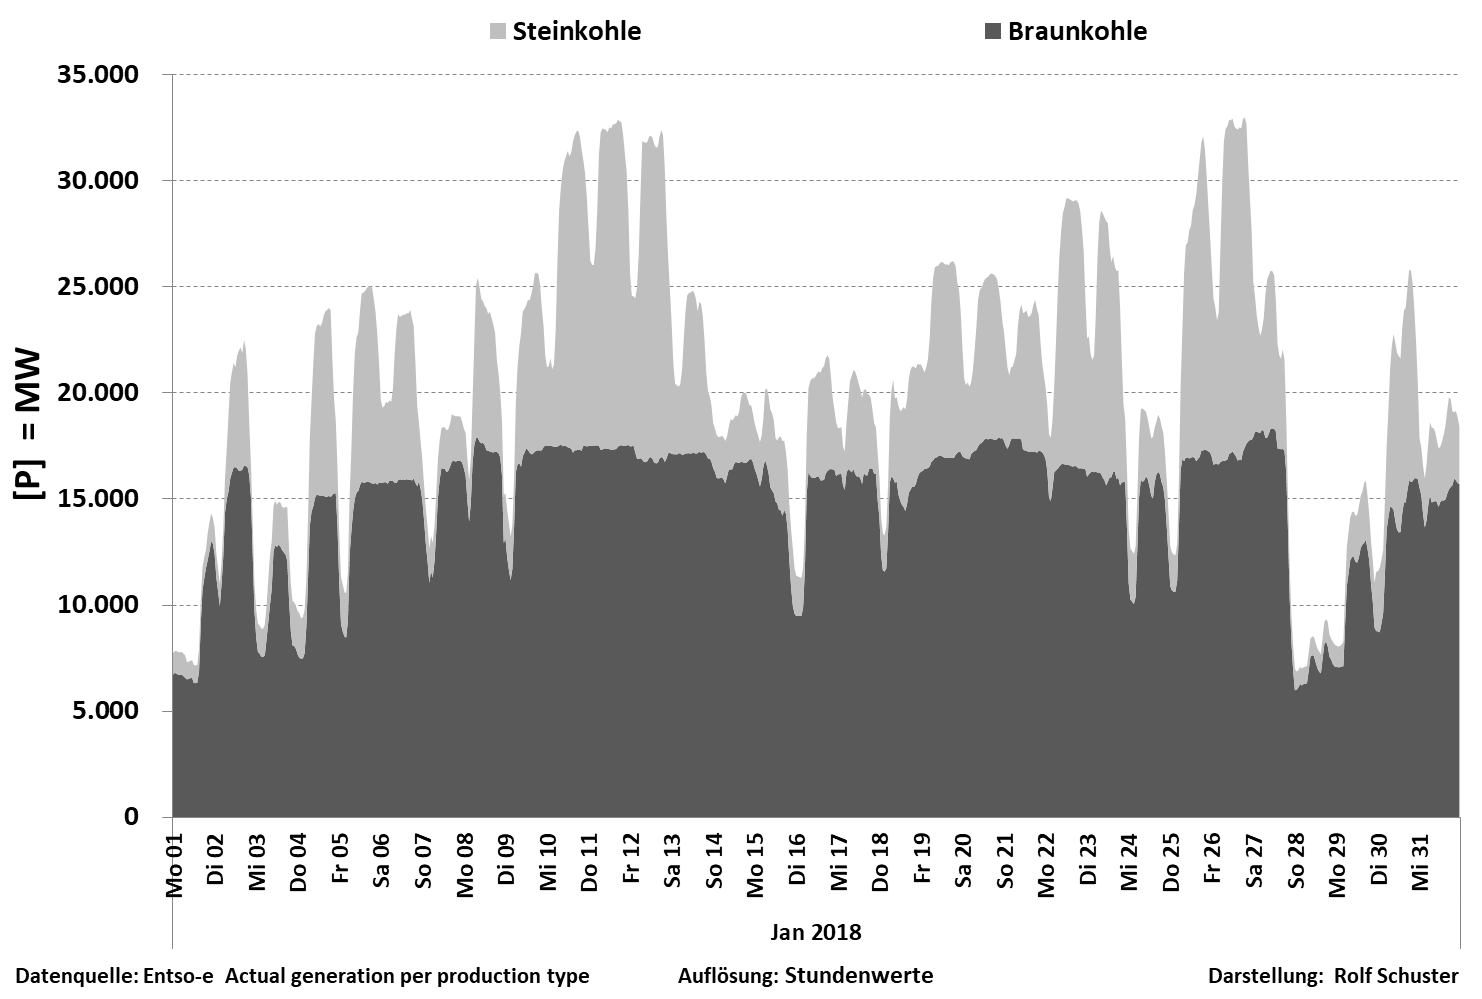 Steinkohle Braunkohle
35.000
30.000
25.000
20.000
15.000
10.000
5.000
0
[P] = MW
Mo 01 Di 02 Mi 03 Do 04 Fr 05 Sa 06 So 07 Mo 08 Di 09 Mi 10 Do 11 Fr 12 Sa 13 So 14 Mo 15 Di 16 Mi 17 Do 18 Fr 19 Sa 20 So 21 Mo 22 Di 23 Mi 24 Do 25 Fr 26 Sa 27 So 28 Mo 29 Di 30 Mi 31
Jan 2018
Datenquelle: Entso-e Actual generation per production type Auflösung: Stundenwerte Darstellung: Rolf Schuster